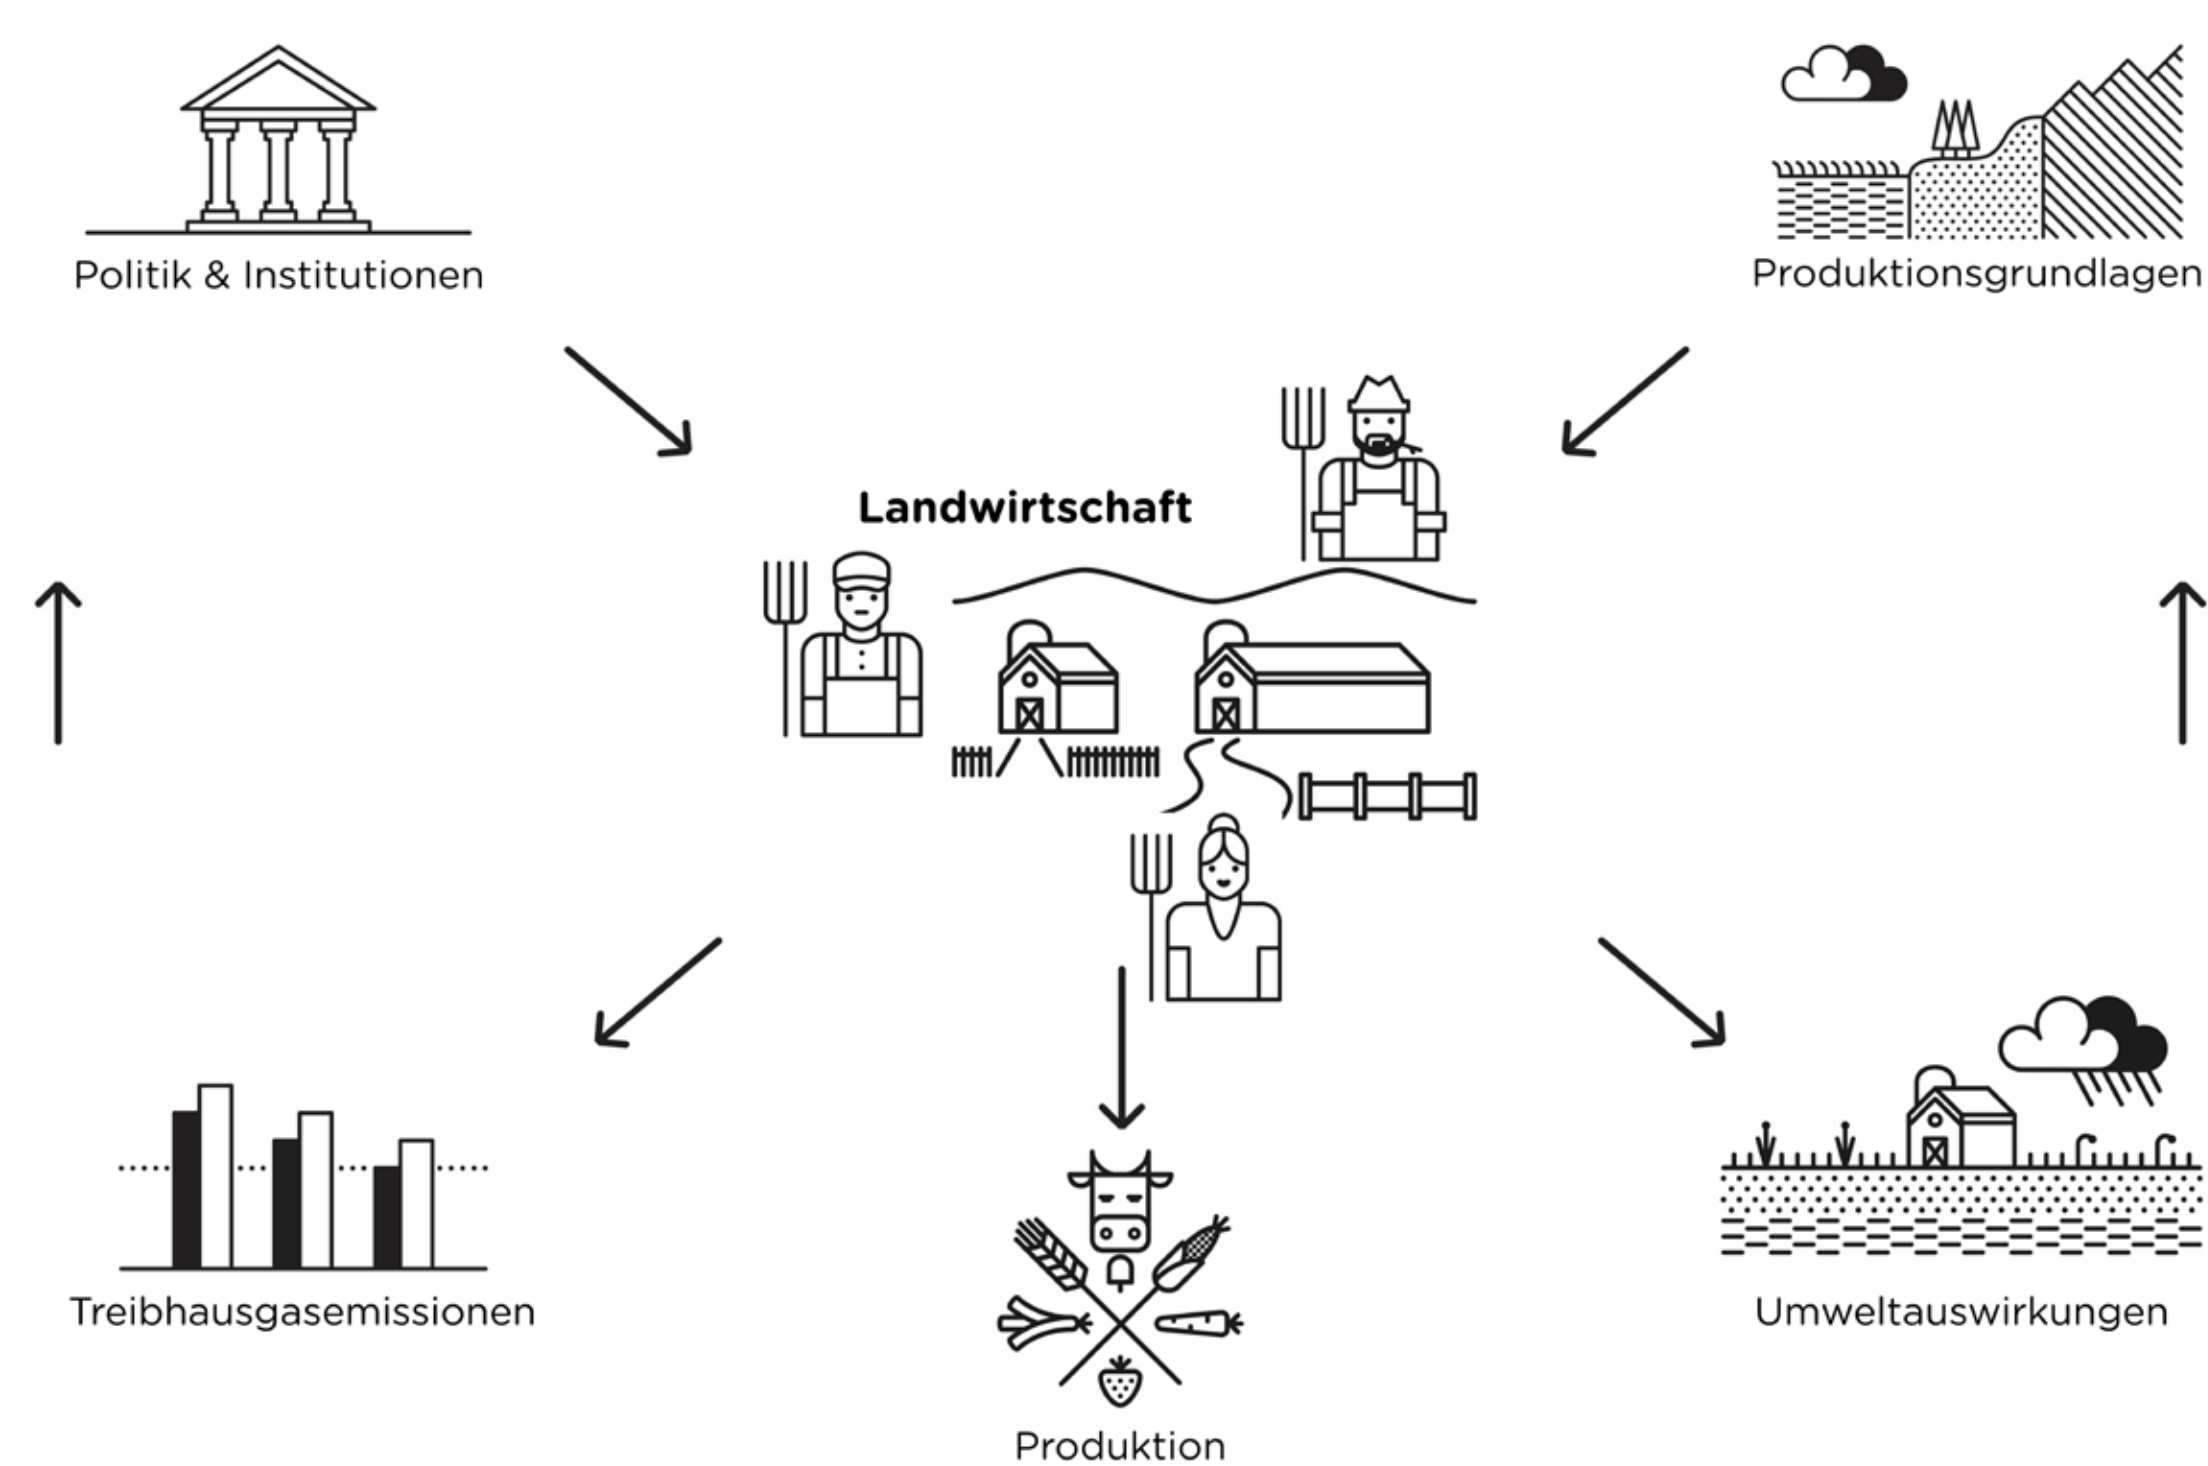 Politik & Institutionen
Produktionsgrundlagen
Landwirtschaft
Treibhausgasemissionen
Umweltauswirkungen
Produktion